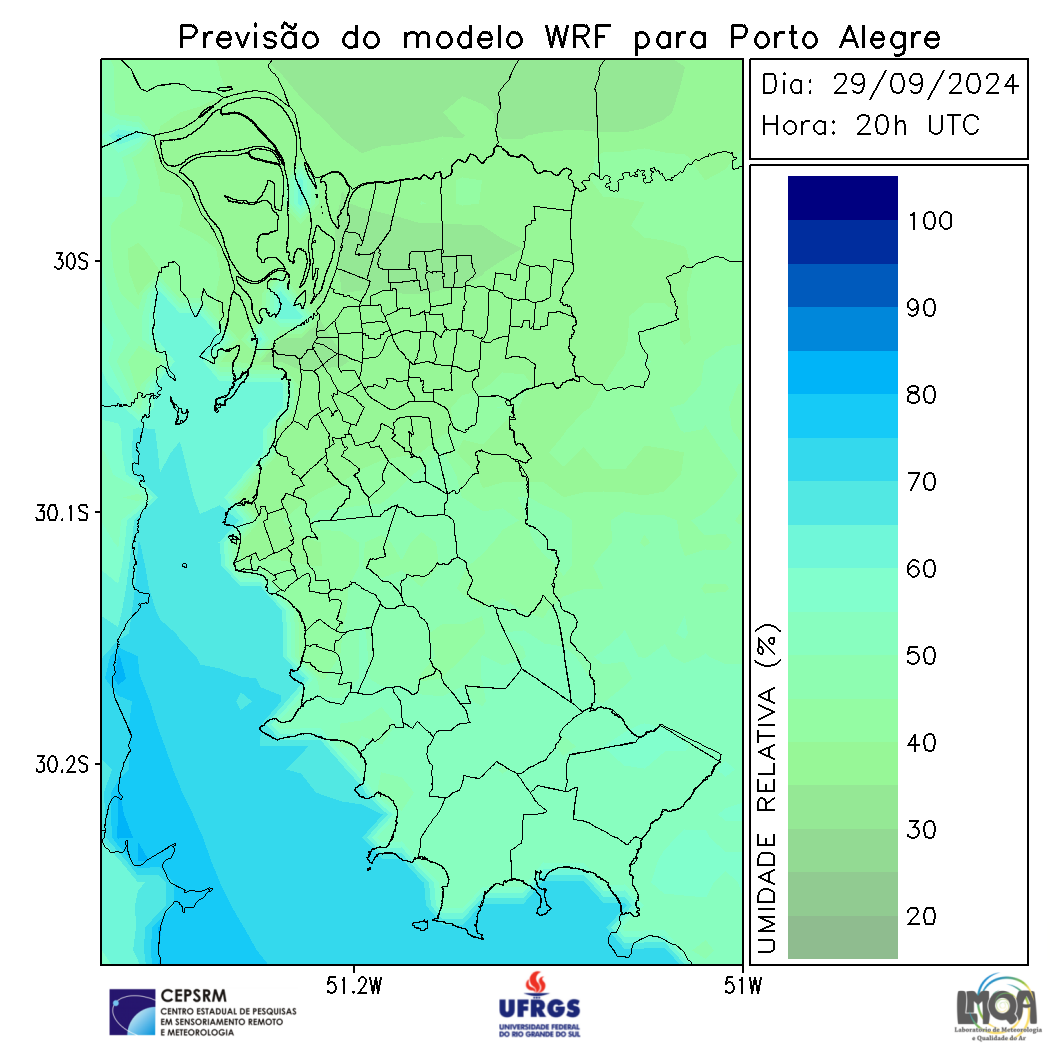 Previsão do modelo WRF para Porto Alegre
Dia: 29/09/2024
Hora: 20h UTC
30S
30.1S
30.2S
51.2W
51W
UMIDADE RELATIVA (%)
100
90
80
70
60
50
40
30
20
CEPSRM
CENTRO ESTADUAL DE PESQUISAS
EM SENSORIAMENTO REMOTO
E METEOROLOGIA
UFRGS
UNIVERSIDADE FEDERAL
DO RIO GRANDE DO SUL
LMQA
Laboratório de Meteorologia
e Qualidade do Ar